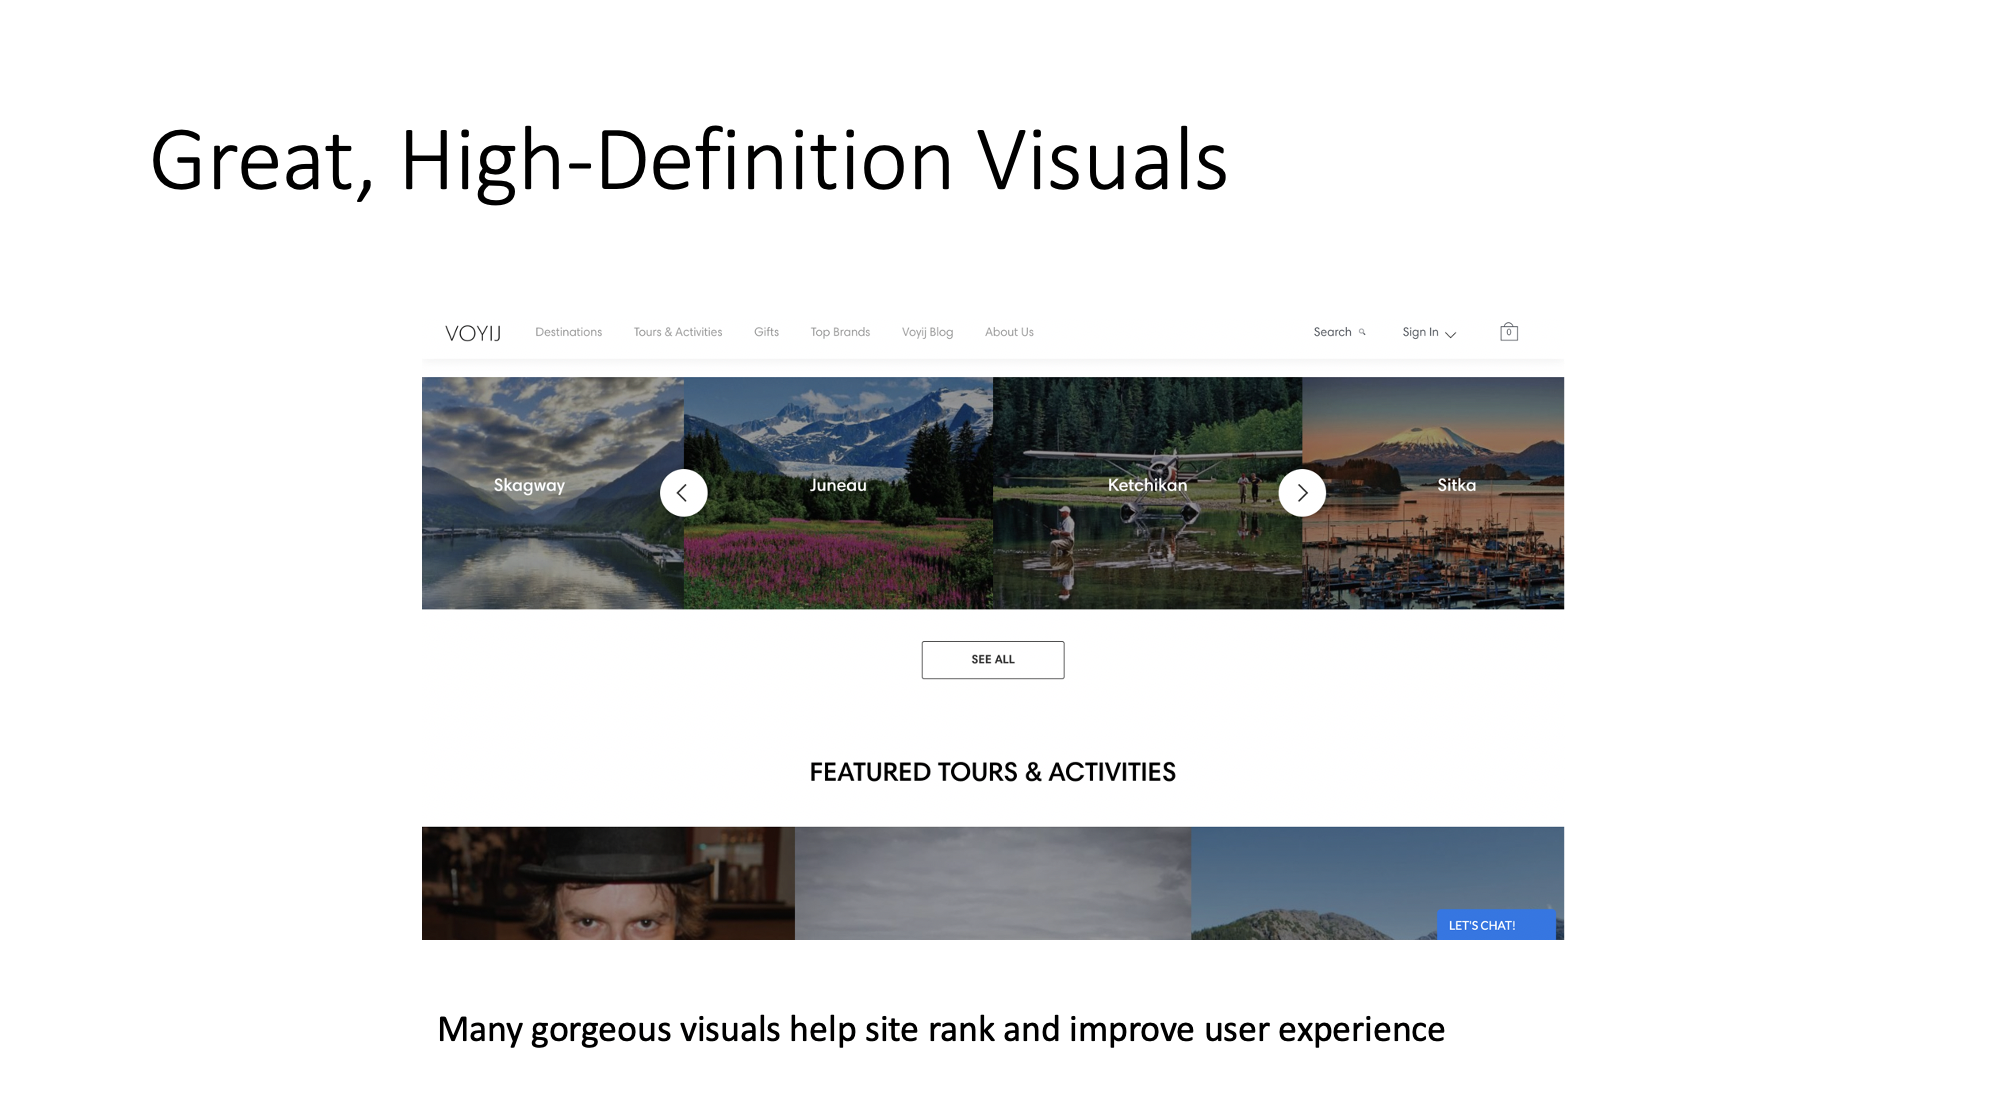 Great, High-Definition Visuals
VOYIJ Destinations Tours & Activities Gifts Top Brands Voyij Blog About Us Search Sign In 0
Skagway Juneau Ketchikan Sitka
SEE ALL
FEATURED TOURS & ACTIVITIES
LET'S CHAT!
Many gorgeous visuals help site rank and improve user experience